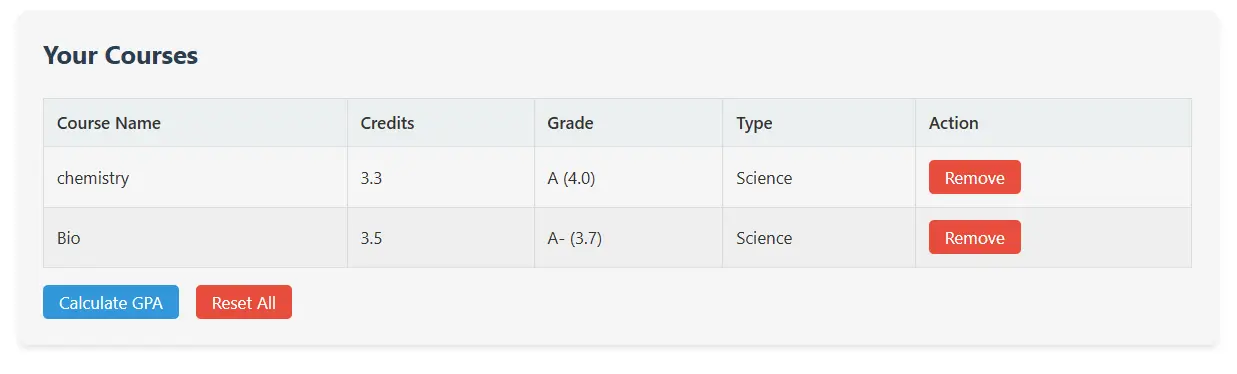 Your Courses
Course Name Credits Grade Type Action
chemistry 3.3 A (4.0) Science Remove
Bio 3.5 A- (3.7) Science Remove
Calculate GPA Reset All